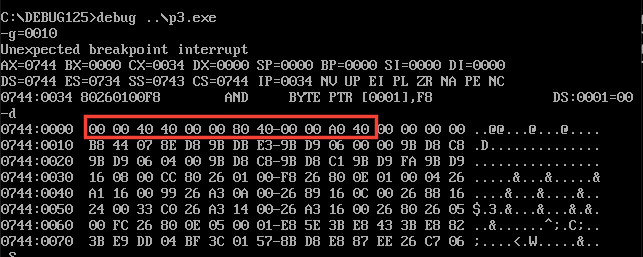 C:\DEBUG125>debug ..\p3.exe
-g=0010
Unexpected breakpoint interrupt
AX=0744 BX=0000 CX=0034 DX=0000 SP=0000 BP=0000 SI=0000 DI=0000
DS=0744 ES=0734 SS=0743 CS=0744 IP=0034 NV UP EI PL ZR NA PE NC
0744:0034 80260100F8 AND BYTE PTR [0001],F8 DS:0001=00
-d
0744:0000 00 00 40 40 00 00 80 40-00 00 A0 40 00 00 00 00 ..@@...@...@....
0744:0010 B8 44 07 8E D8 9B DB E3-9B D9 06 00 00 9B D8 C8 .D..............
0744:0020 9B D9 06 04 00 9B D8 C8-9B D8 C1 9B D9 FA 9B D9 ................
0744:0030 16 08 00 CC 80 26 01 00-F8 26 80 0E 01 00 04 26 .....&...&.....&
0744:0040 A1 16 00 99 26 A3 0A 00-26 89 16 0C 00 26 88 16 ....&...&....&..
0744:0050 24 00 33 C0 26 A3 14 00-26 A3 16 00 26 80 26 05 $.3.&...&...&.&.
0744:0060 00 FC 26 80 0E 05 00 01-E8 5E 3B E8 43 3B E8 82 ..&......^;.C;..
0744:0070 3B E9 DD 04 BF 3C 01 57-8B D8 E8 87 EE 26 C7 06 ;....<.W.....&..